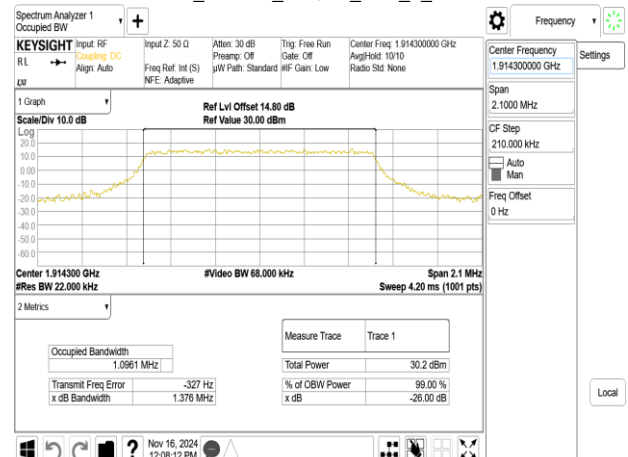 Spectrum Analyzer 1
Occupied BW
Frequency
KEYSIGHT
RL
LXI
Input: RF
Coupling: DC
Align: Auto
Input Z: 50 Ω
Freq Ref: Int (S)
NFE: Adaptive
Atten: 30 dB
Preamp: Off
µW Path: Standard
Trig: Free Run
Gate: Off
#IF Gain: Low
Center Freq: 1.914300000 GHz
Avg|Hold: 10/10
Radio Std: None
Center Frequency
1.914300000 GHz
Settings
Span
2.1000 MHz
CF Step
210.000 kHz
Auto
Man
Freq Offset
0 Hz
Local
1 Graph
Scale/Div 10.0 dB
Ref Lvl Offset 14.80 dB
Ref Value 30.00 dBm
Log
20.0
10.0
0.00
-10.0
-20.0
-30.0
-40.0
-50.0
-60.0
Center 1.914300 GHz
#Video BW 68.000 kHz
Span 2.1 MHz
#Res BW 22.000 kHz
Sweep 4.20 ms (1001 pts)
2 Metrics
Measure Trace Trace 1
Occupied Bandwidth
1.0961 MHz
Total Power 30.2 dBm
Transmit Freq Error -327 Hz
% of OBW Power 99.00 %
x dB Bandwidth 1.376 MHz
x dB -26.00 dB
?
Nov 16, 2024
12:08:12 PM